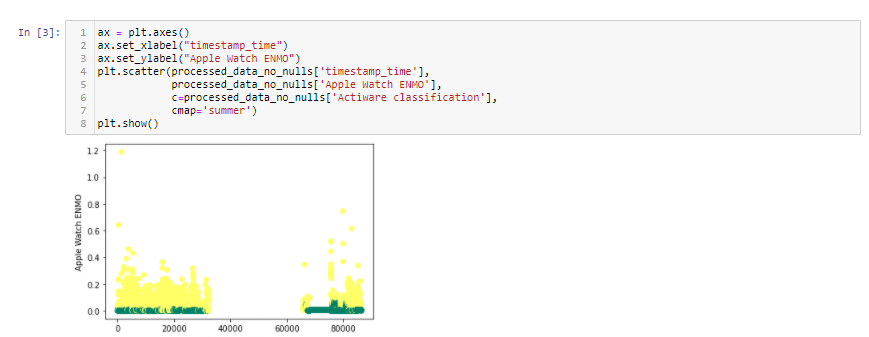 In [3]:
1 ax = plt.axes()
2 ax.set_xlabel("timestamp_time")
3 ax.set_ylabel("Apple Watch ENMO")
4 plt.scatter(processed_data_no_nulls['timestamp_time'],
5 processed_data_no_nulls['Apple Watch ENMO'],
6 c=processed_data_no_nulls['Actiware classification'],
7 cmap='summer')
8 plt.show()
Apple Watch ENMO
1.2
1.0
0.8
0.6
0.4
0.2
0.0
0 20000 40000 60000 80000